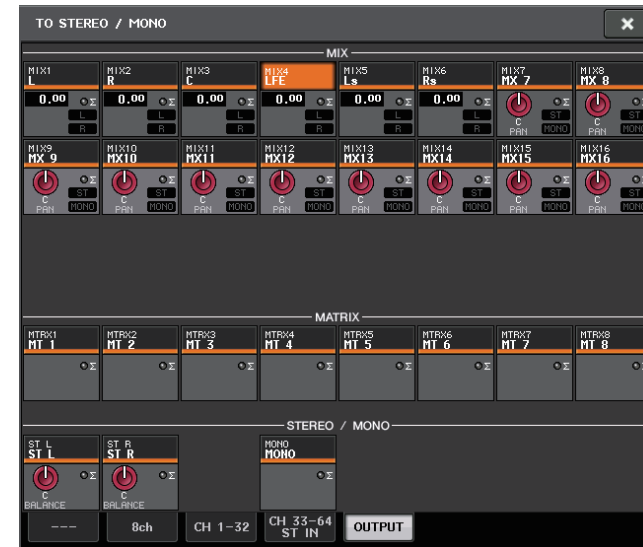 TO STEREO / MONO
MIX
MIX1 MIX2 MIX3 MIX4 MIX5 MIX6 MIX7 MIX8
L R C LFE Ls Rs MX 7 MX 8
0.00 Σ 0.00 Σ 0.00 Σ 0.00 Σ 0.00 Σ 0.00 Σ Σ Σ
L L L L L L ST ST
R R R R R R C PAN MONO C PAN MONO
MIX9 MIX10 MIX11 MIX12 MIX13 MIX14 MIX15 MIX16
MX 9 MX10 MX11 MX12 MX13 MX14 MX15 MX16
Σ Σ Σ Σ Σ Σ Σ Σ
ST ST ST ST ST ST ST ST
C C C C C C C C
PAN MONO PAN MONO PAN MONO PAN MONO PAN MONO PAN MONO PAN MONO PAN MONO
MATRIX
MTRX1 MTRX2 MTRX3 MTRX4 MTRX5 MTRX6 MTRX7 MTRX8
MT 1 MT 2 MT 3 MT 4 MT 5 MT 6 MT 7 MT 8
Σ Σ Σ Σ Σ Σ Σ
STEREO / MONO
ST L ST R MONO
ST L ST R MONO
Σ Σ Σ
C C
BALANCE BALANCE
--- 8ch CH 1-32 CH 33-64 OUTPUT
ST IN